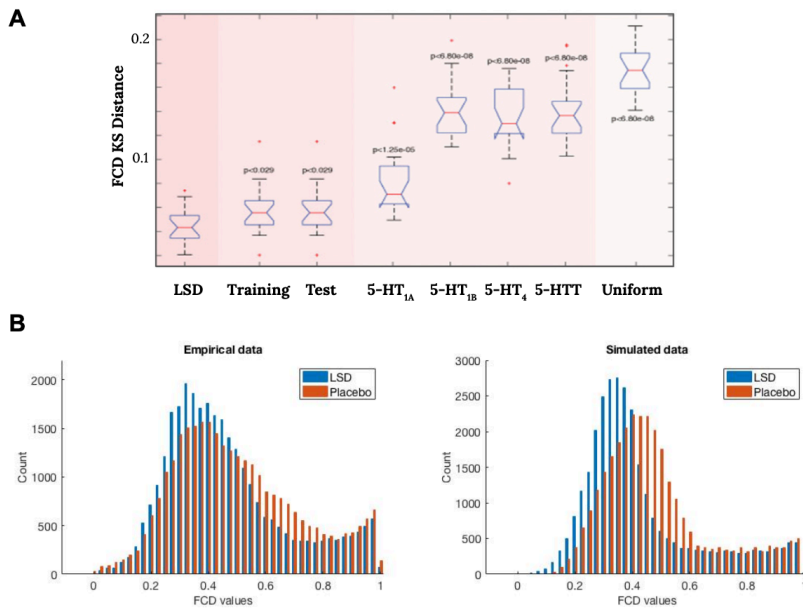 A
FCD KS Distance
0.2
0.1
p<0.029
p<0.029
p<1.25e-05
p<6.80e-08
p<6.80e-08
p<6.80e-08
p<6.80e-08
LSD Training Test 5-HT1A 5-HT1B 5-HT4 5-HTT Uniform
B
Empirical data
LSD
Placebo
Count
2000
1500
1000
500
0
0 0.2 0.4 0.6 0.8 1
FCD values
Simulated data
LSD
Placebo
Count
3000
2500
2000
1500
1000
500
0
0 0.2 0.4 0.6 0.8 1
FCD values